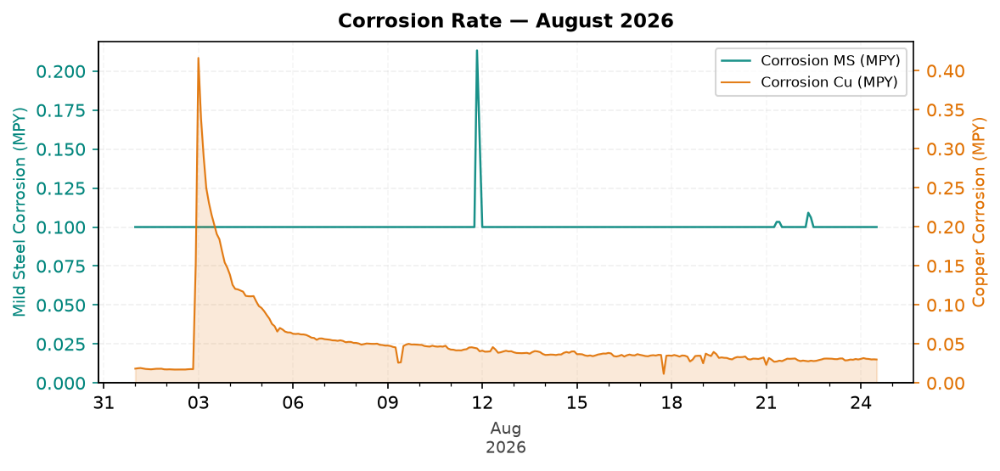 Corrosion Rate — August 2026
Mild Steel Corrosion (MPY)
0.200
0.175
0.150
0.125
0.100
0.075
0.050
0.025
0.000
Corrosion MS (MPY)
Corrosion Cu (MPY)
0.40
0.35
0.30
0.25
0.20
0.15
0.10
0.05
0.00
Copper Corrosion (MPY)
31 03 06 09 12 15 18 21 24
Aug
2026